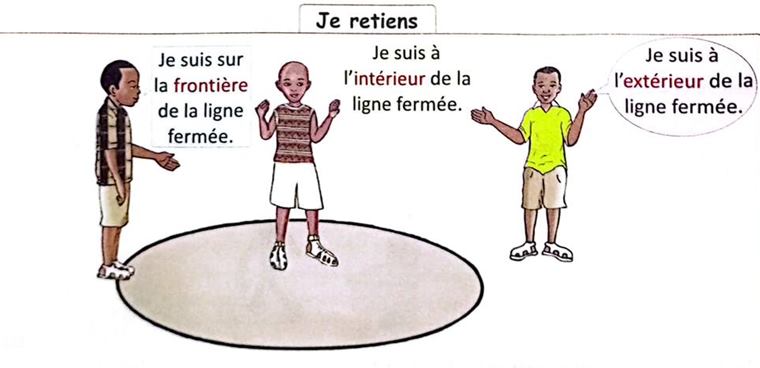 Je retiens
Je suis sur
la frontière
de la ligne
fermée.
Je suis à
l'intérieur de la
ligne fermée.
Je suis à
l'extérieur de la
ligne fermée.